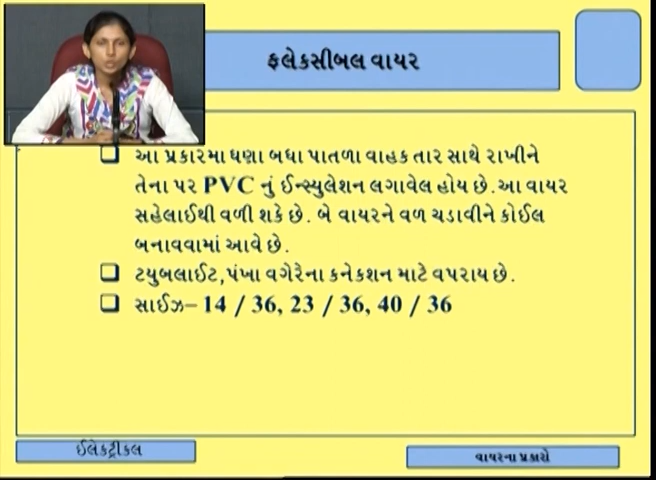 ફલેકસીબલ વાયર
❑ આ પ્રકારમા ઘણા બધા પાતળા વાહક તાર સાથે રાખીને
તેના પર PVC નું ઈન્સ્યુલેશન લગાવેલ હોય છે. આ વાયર
સહેલાઈથી વળી શકે છે. બે વાયરને વળ ચડાવીને કોઈલ
બનાવવામાં આવે છે.
❑ ટયુબલાઈટ,પંખા વગેરેના કનેકશન માટે વપરાય છે.
❑ સાઈઝ– 14 / 36, 23 / 36, 40 / 36
ઈલેકટ્રીકલ
વાયરના પ્રકારો